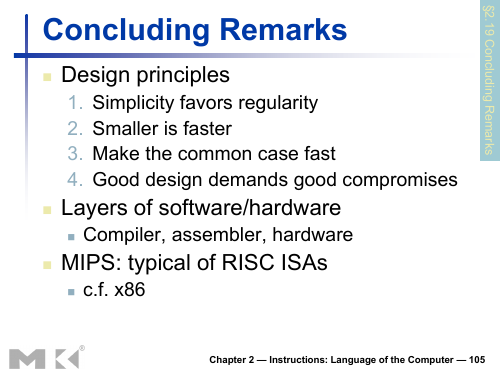 Concluding Remarks
§2.19 Concluding Remarks
Design principles
1. Simplicity favors regularity
2. Smaller is faster
3. Make the common case fast
4. Good design demands good compromises
Layers of software/hardware
Compiler, assembler, hardware
MIPS: typical of RISC ISAs
c.f. x86
MK®
Chapter 2 — Instructions: Language of the Computer — 105